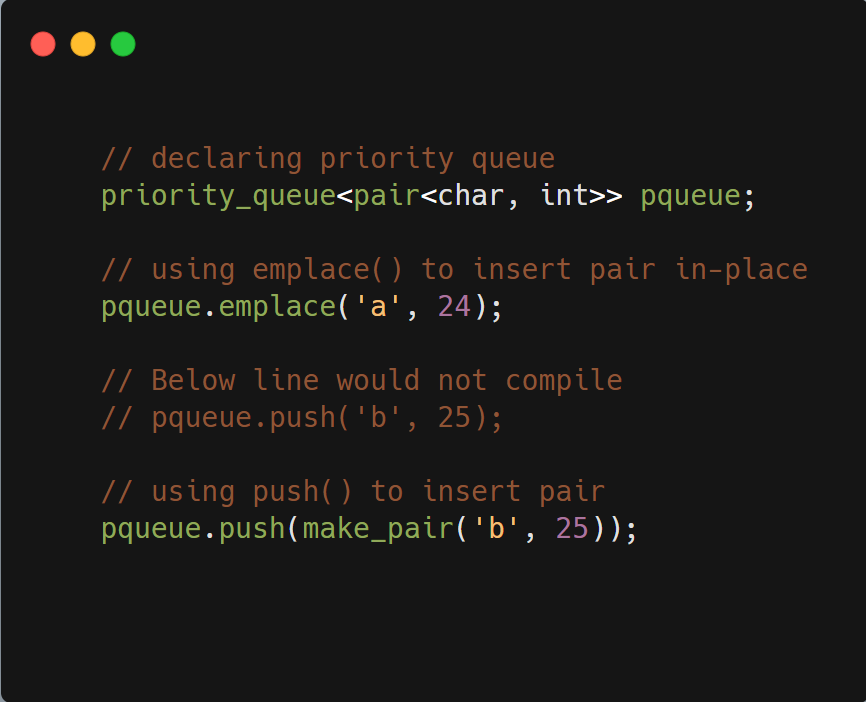 // declaring priority queue
priority_queue<pair<char, int>> pqueue;
// using emplace() to insert pair in-place
pqueue.emplace('a', 24);
// Below line would not compile
// pqueue.push('b', 25);
// using push() to insert pair
pqueue.push(make_pair('b', 25));